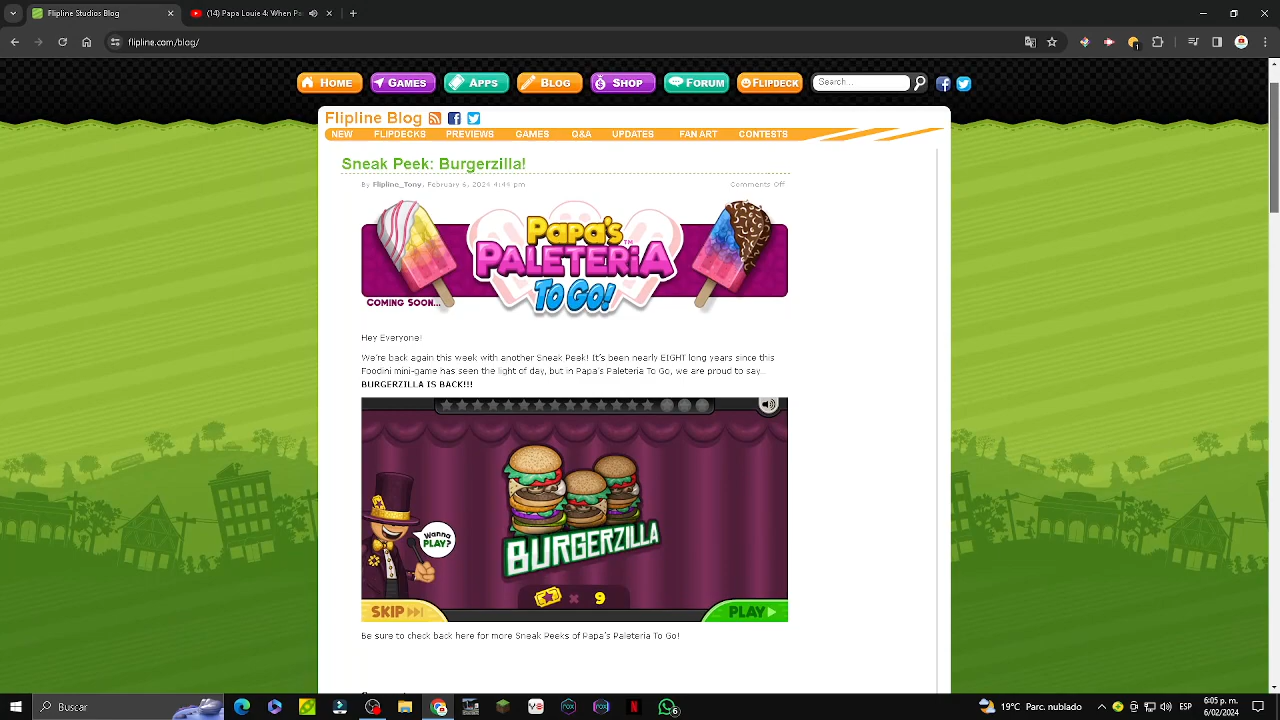 Flipline Studios Blog
(14) Papa Louie 4: When Ps
flipline.com/blog/
HOME
GAMES
APPS
BLOG
SHOP
FORUM
FLIPDECK
Search...
Flipline Blog
NEW FLIPDECKS PREVIEWS GAMES Q&A UPDATES FAN ART CONTESTS
Sneak Peek: Burgerzilla!
By Flipline_Tony, February 6, 2024 4:44 pm
Comments Off
Papa's
PALETERIA
TM
To Go!
COMING SOON...
Hey Everyone!
We're back again this week with another Sneak Peek! It's been nearly EIGHT long years since this
Foodini mini-game has seen the light of day, but in Papa's Paleteria To Go, we are proud to say...
BURGERZILLA IS BACK!!!
Wanna
PLAY?
BURGERZILLA
× 9
SKIP
PLAY
Be sure to check back here for more Sneak Peeks of Papa's Paleteria To Go!
Buscar
19°C Parc. nublado
ESP
6:05 p. m.
6/02/2024